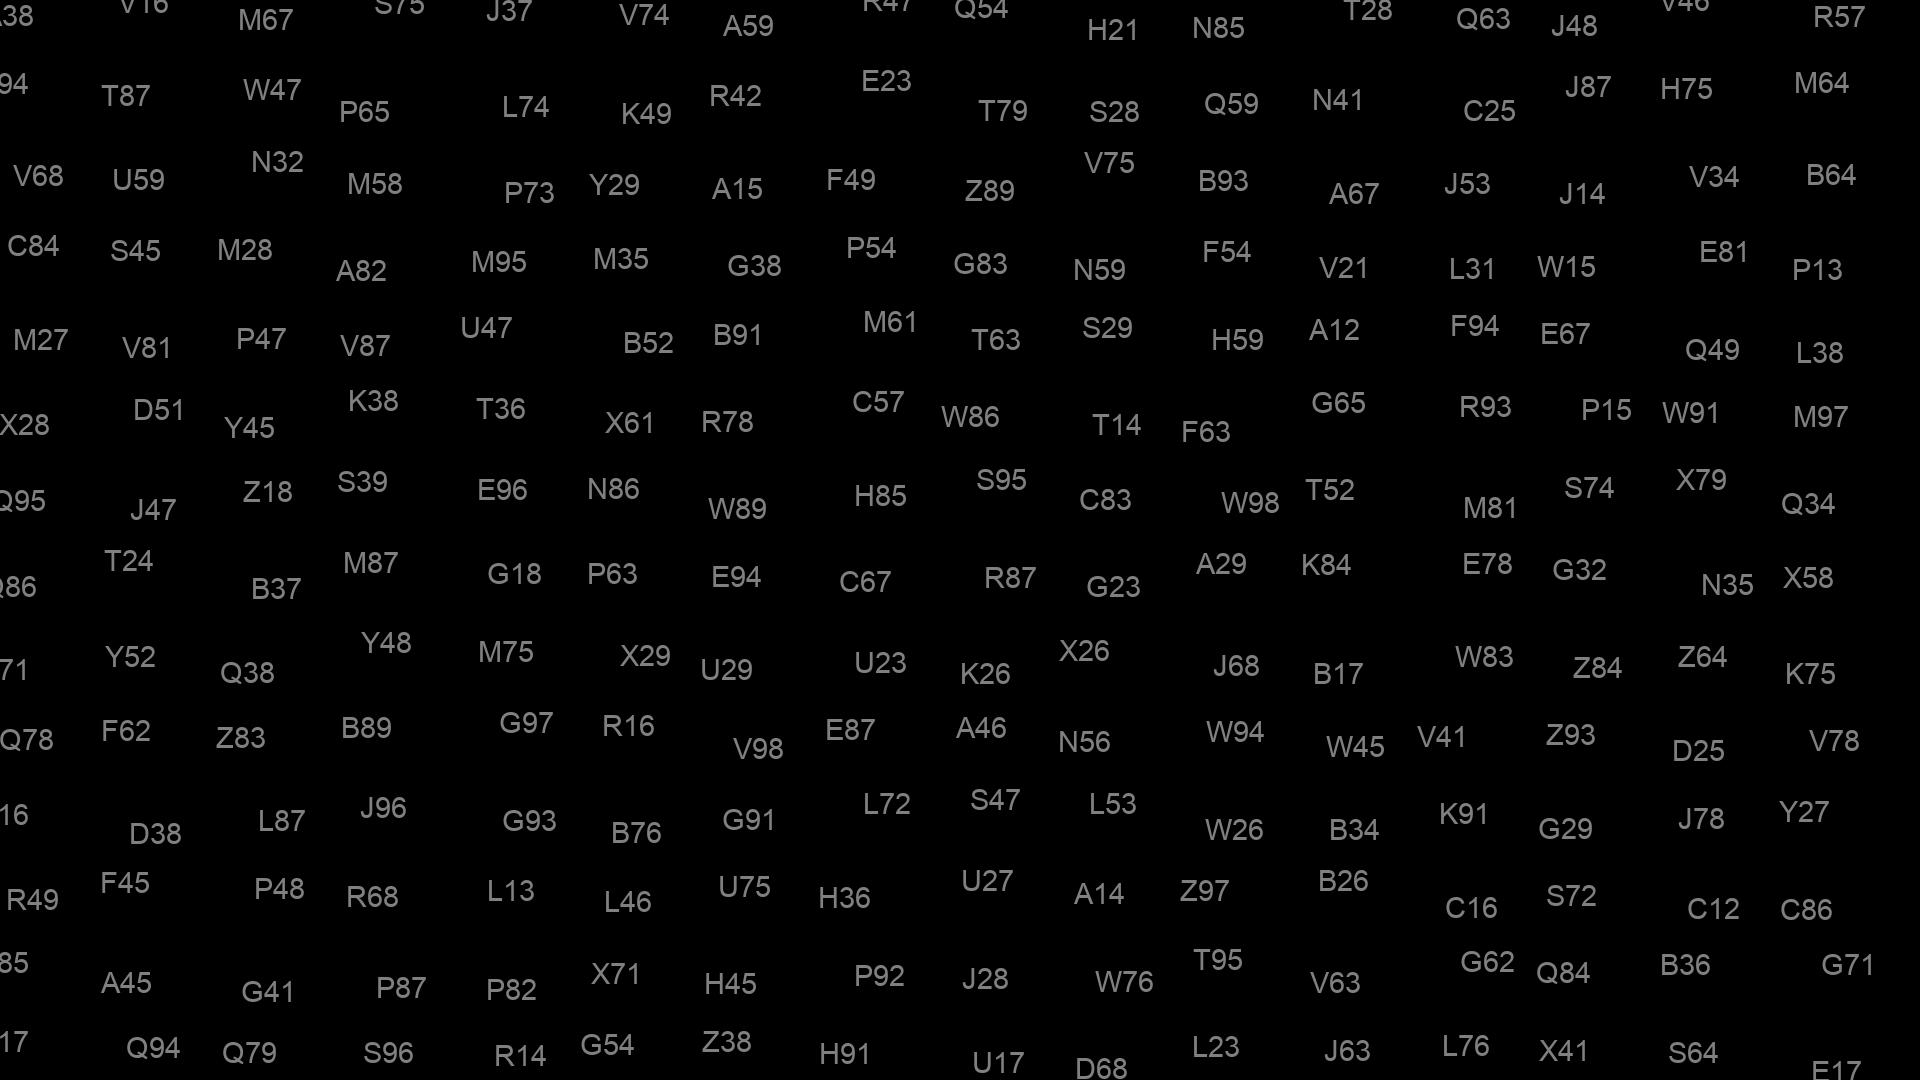 V16 M67 S75 J37 V74 A59 R47 Q54 H21 N85 T28 Q63 J48 V46 R57
T87 W47 P65 L74 K49 R42 E23 T79 S28 Q59 N41 C25 J87 H75 M64
V68 U59 N32 M58 P73 Y29 A15 F49 Z89 V75 B93 A67 J53 J14 V34 B64
C84 S45 M28 A82 M95 M35 G38 P54 G83 N59 F54 V21 L31 W15 E81 P13
M27 V81 P47 V87 U47 B52 B91 M61 T63 S29 H59 A12 F94 E67 Q49 L38
X28 D51 Y45 K38 T36 X61 R78 C57 W86 T14 F63 G65 R93 P15 W91 M97
Q95 J47 Z18 S39 E96 N86 W89 H85 S95 C83 W98 T52 M81 S74 X79 Q34
T24 B37 M87 G18 P63 E94 C67 R87 G23 A29 K84 E78 G32 N35 X58
Y52 Q38 Y48 M75 X29 U29 U23 K26 X26 J68 B17 W83 Z84 Z64 K75
Q78 F62 Z83 B89 G97 R16 V98 E87 A46 N56 W94 W45 V41 Z93 D25 V78
D38 L87 J96 G93 B76 G91 L72 S47 L53 W26 B34 K91 G29 J78 Y27
R49 F45 P48 R68 L13 L46 U75 H36 U27 A14 Z97 B26 C16 S72 C12 C86
A45 G41 P87 P82 X71 H45 P92 J28 W76 T95 V63 G62 Q84 B36 G71
Q94 Q79 S96 R14 G54 Z38 H91 U17 D68 L23 J63 L76 X41 S64 E17